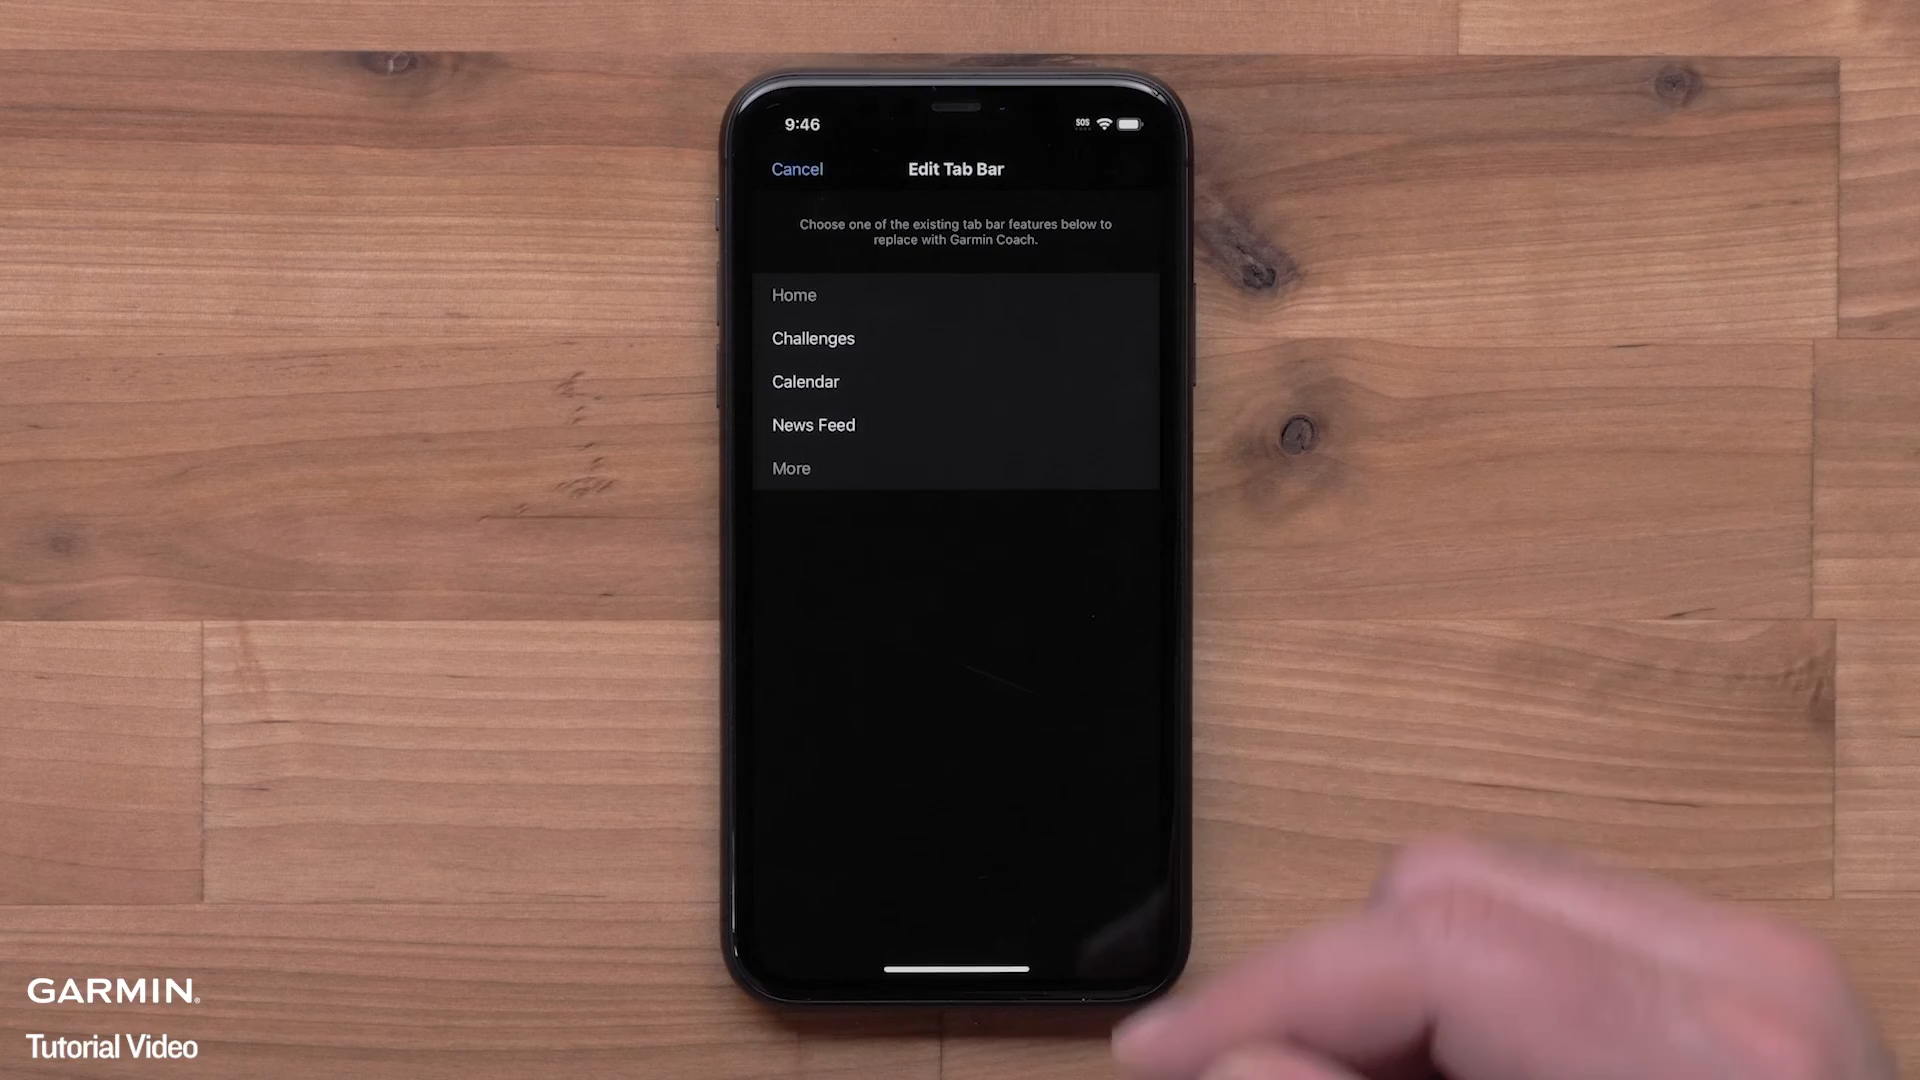 9:46
SOS
Cancel
Edit Tab Bar
Choose one of the existing tab bar features below to
replace with Garmin Coach.
Home
Challenges
Calendar
News Feed
More
GARMIN®
Tutorial Video